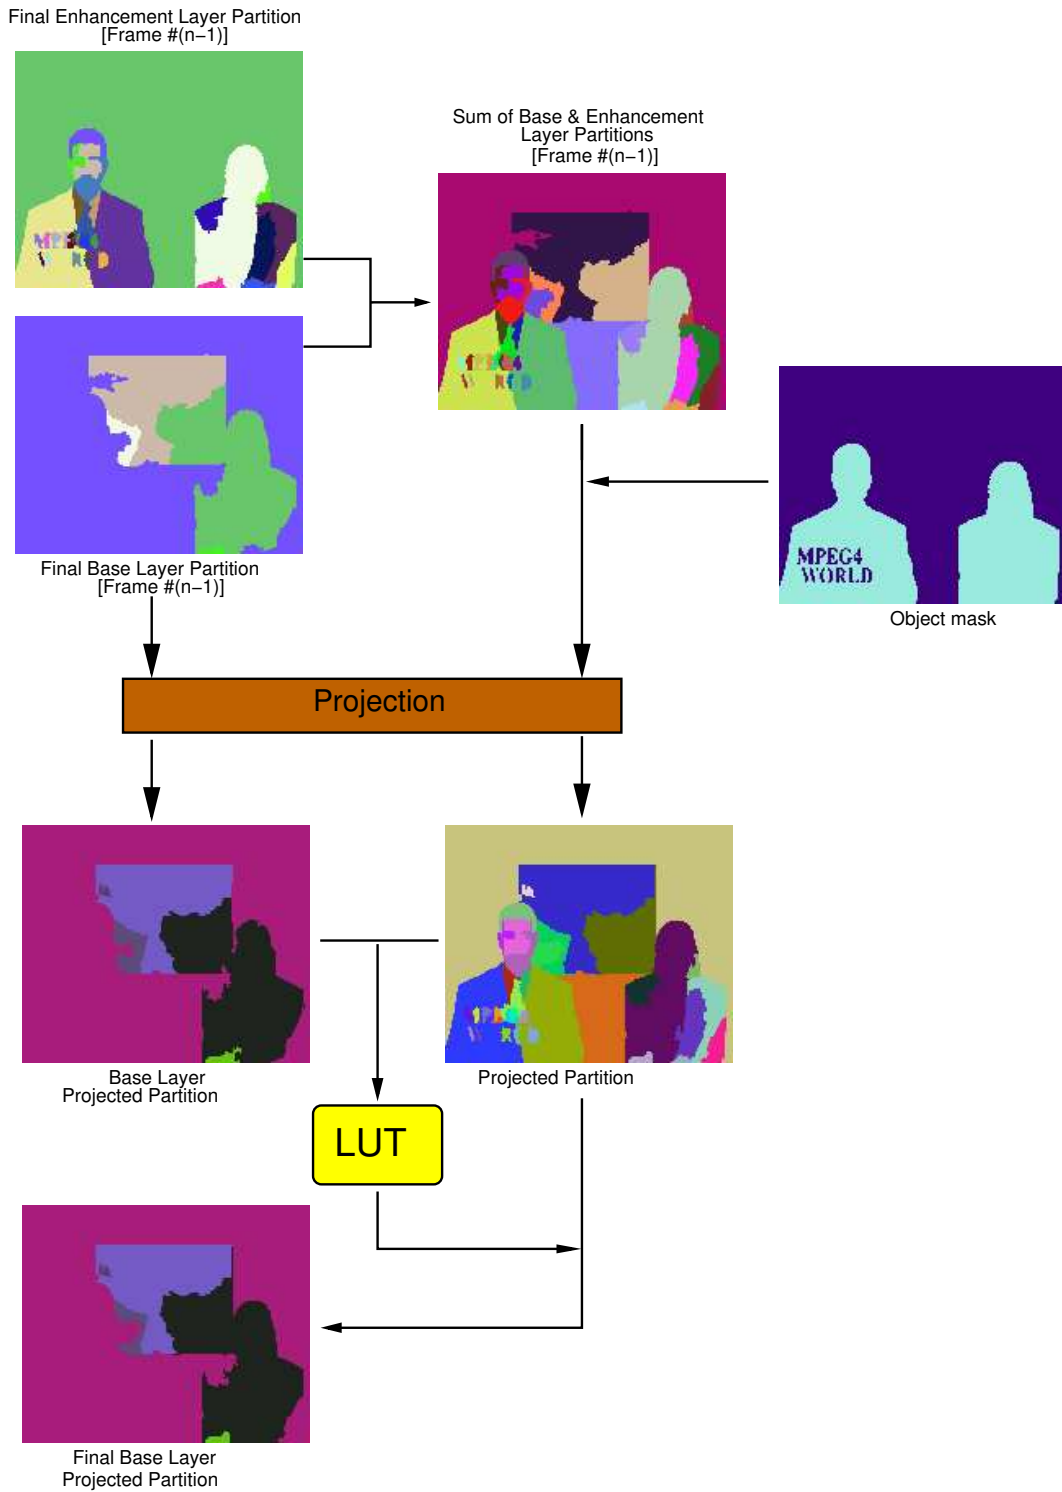 Final Enhancement Layer Partition
[Frame #(n−1)]
Sum of Base & Enhancement
Layer Partitions
[Frame #(n−1)]
Final Base Layer Partition
[Frame #(n−1)]
MPEG4
WORLD
Object mask
Projection
Base Layer
Projected Partition
Projected Partition
LUT
Final Base Layer
Projected Partition